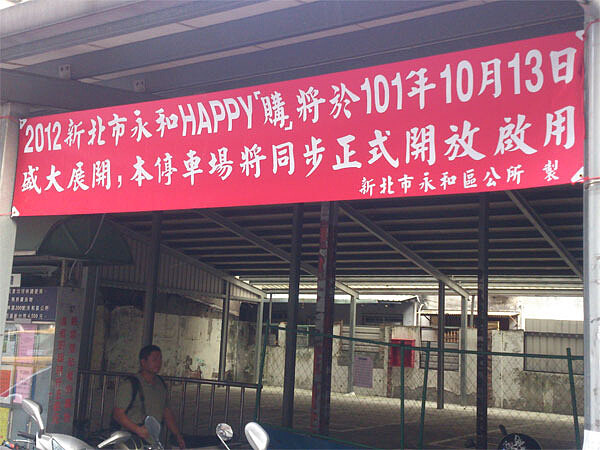 2012新北市永和HAPPY「購」將於101年10月13日
盛大展開，本停車場將同步正式開放啟用
新北市永和區公所 製